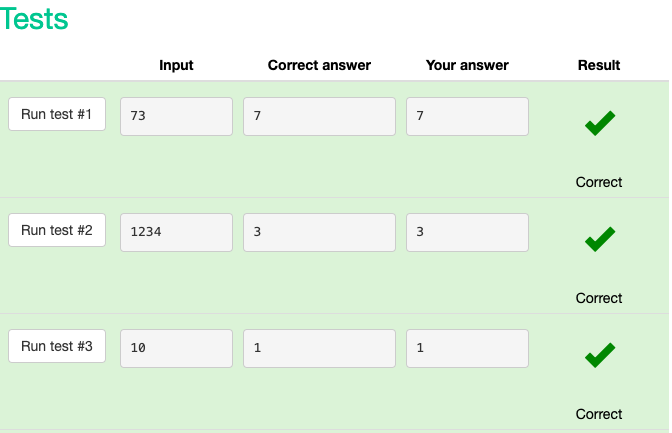 Tests
Input Correct answer Your answer Result
Run test #1 73 7 7
Correct
Run test #2 1234 3 3
Correct
Run test #3 10 1 1
Correct